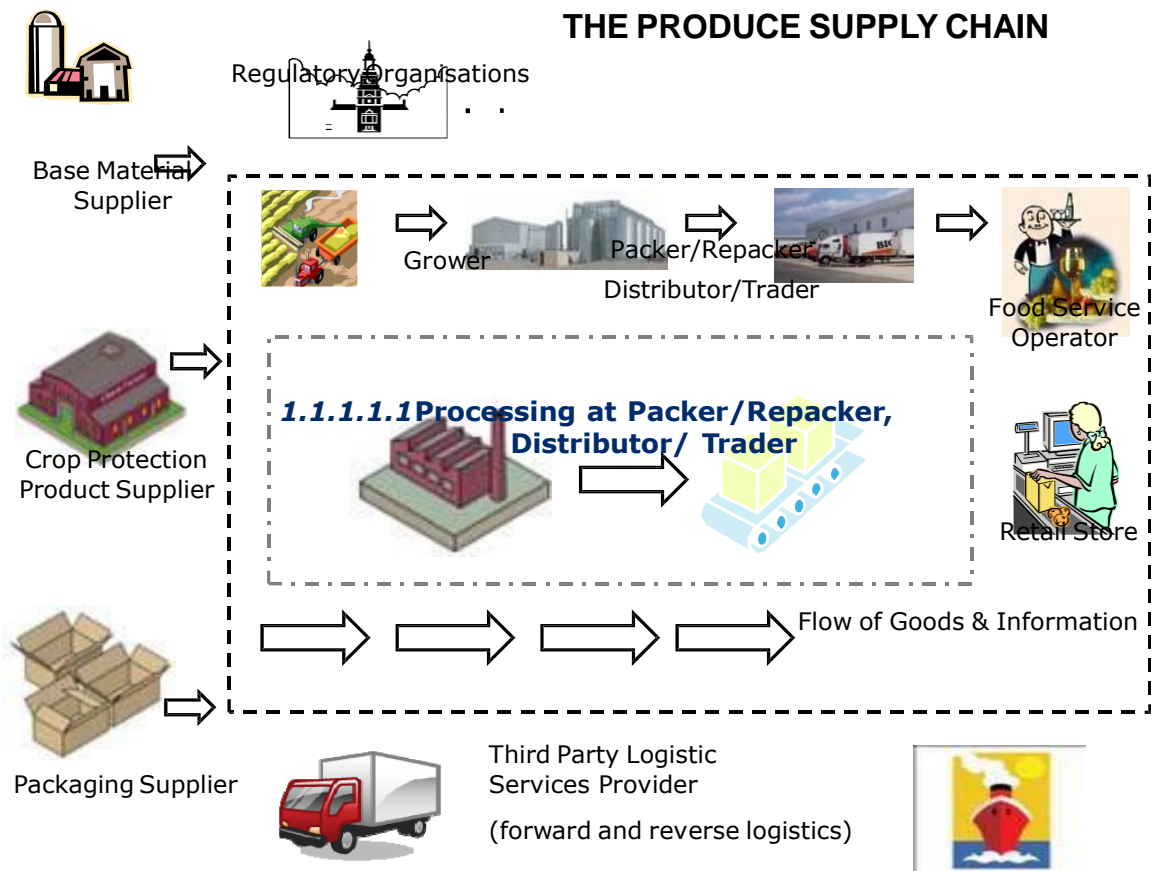 THE PRODUCE SUPPLY CHAIN
Regulatory Organisations
. .
Base Material
Supplier
Grower
Packer/Repacker
Distributor/Trader
BIG
Food Service
Operator
1.1.1.1.1Processing at Packer/Repacker,
Distributor/ Trader
Crop Protection
Product Supplier
Retail Store
Flow of Goods & Information
Packaging Supplier
Third Party Logistic
Services Provider
(forward and reverse logistics)